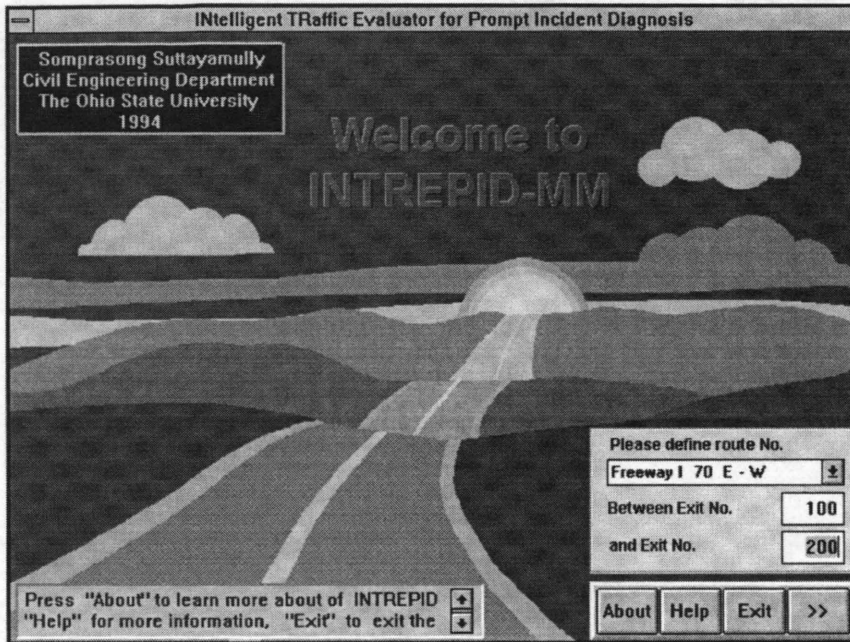 INtelligent TRaffic Evaluator for Prompt Incident Diagnosis
Somprasong Suttayamully
Civil Engineering Department
The Ohio State University
1994
Welcome to
INTREPID-MM
Please define route No.
Freeway I 70 E - W
Between Exit No. 100
and Exit No. 200
Press "About" to learn more about of INTREPID
"Help" for more information, "Exit" to exit the
About Help Exit >>